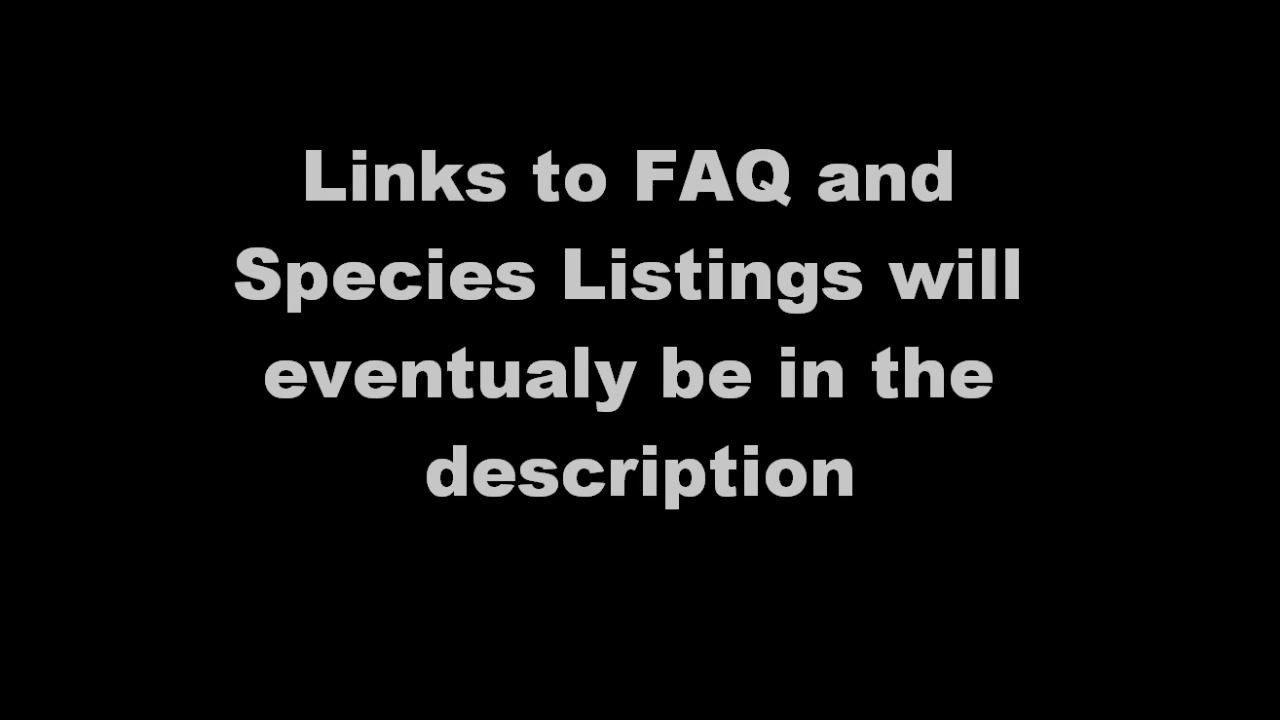 Links to FAQ and
Species Listings will
eventualy be in the
description